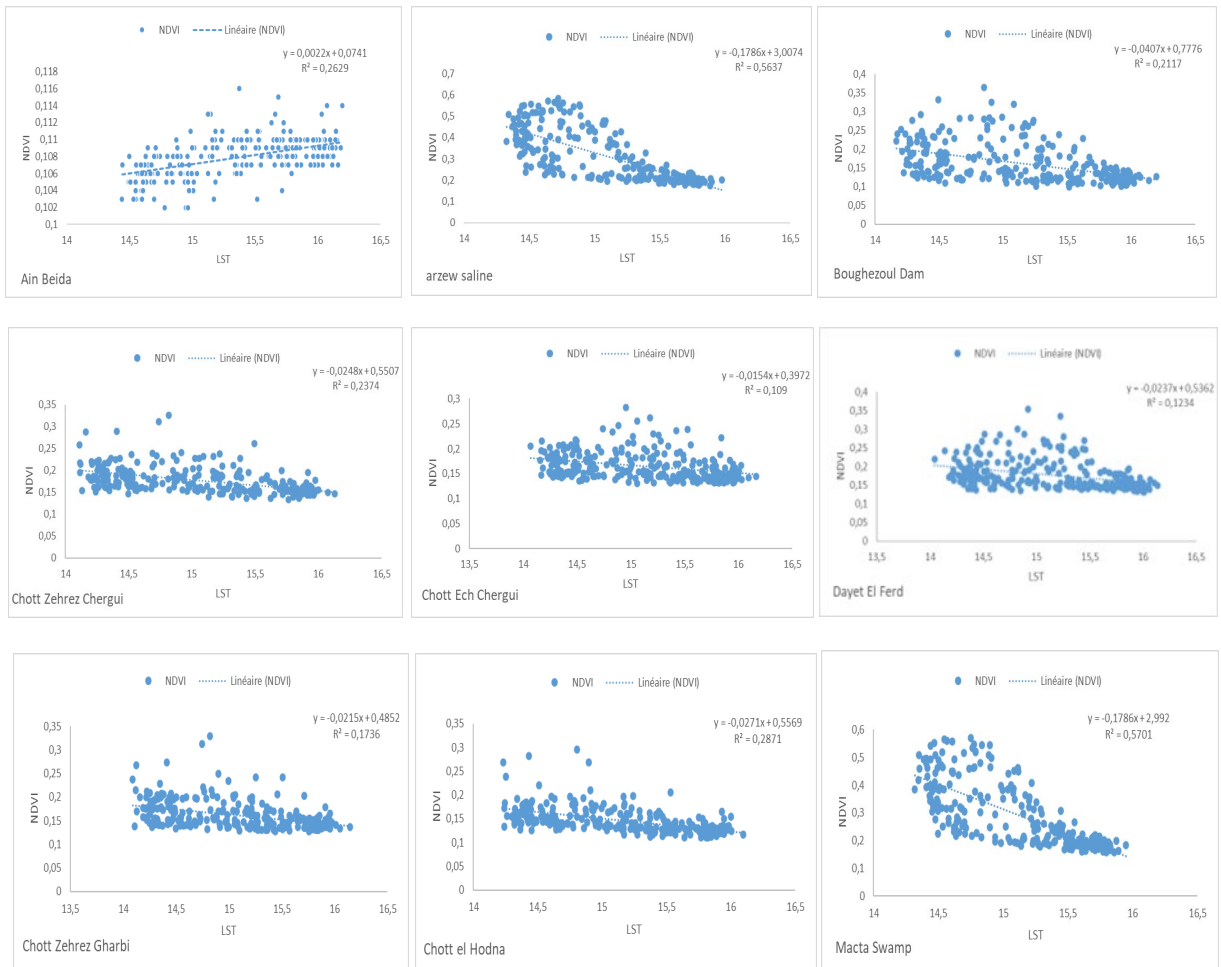 NDVI Linéaire (NDVI)
y = 0,0022x + 0,0741
R² = 0,2629
0,118
0,116
0,114
0,112
0,11
0,108
0,106
0,104
0,102
0,1
NDVI
14 14,5 15 15,5 16 16,5
LST
Ain Beida
NDVI Linéaire (NDVI)
y = -0,1786x + 3,0074
R² = 0,5637
0,7
0,6
0,5
0,4
0,3
0,2
0,1
0
NDVI
14 14,5 15 15,5 16 16,5
LST
arzew saline
NDVI Linéaire (NDVI)
y = -0,0407x + 0,7776
R² = 0,2117
0,4
0,35
0,3
0,25
0,2
0,15
0,1
0,05
0
NDVI
14 14,5 15 15,5 16 16,5
LST
Boughezoul Dam
NDVI Linéaire (NDVI)
y = -0,0248x + 0,5507
R² = 0,2374
0,35
0,3
0,25
0,2
0,15
0,1
0,05
0
NDVI
14 14,5 15 15,5 16 16,5
LST
Chott Zehrez Chergui
NDVI Linéaire (NDVI)
y = -0,0154x + 0,3972
R² = 0,109
0,3
0,25
0,2
0,15
0,1
0,05
0
NDVI
13,5 14 14,5 15 15,5 16 16,5
LST
Chott Ech Chergui
NDVI Linéaire (NDVI)
y = -0,0237x + 0,5362
R² = 0,1234
0,4
0,35
0,3
0,25
0,2
0,15
0,1
0,05
0
NDVI
13,5 14 14,5 15 15,5 16 16,5
LST
Dayet El Ferd
NDVI Linéaire (NDVI)
y = -0,0215x + 0,4852
R² = 0,1736
0,35
0,3
0,25
0,2
0,15
0,1
0,05
0
NDVI
13,5 14 14,5 15 15,5 16 16,5
LST
Chott Zehrez Gharbi
NDVI Linéaire (NDVI)
y = -0,0271x + 0,5569
R² = 0,2871
0,35
0,3
0,25
0,2
0,15
0,1
0,05
0
NDVI
14 14,5 15 15,5 16 16,5
LST
Chott el Hodna
NDVI Linéaire (NDVI)
y = -0,1786x + 2,992
R² = 0,5701
0,6
0,5
0,4
0,3
0,2
0,1
0
NDVI
14 14,5 15 15,5 16 16,5
LST
Macta Swamp